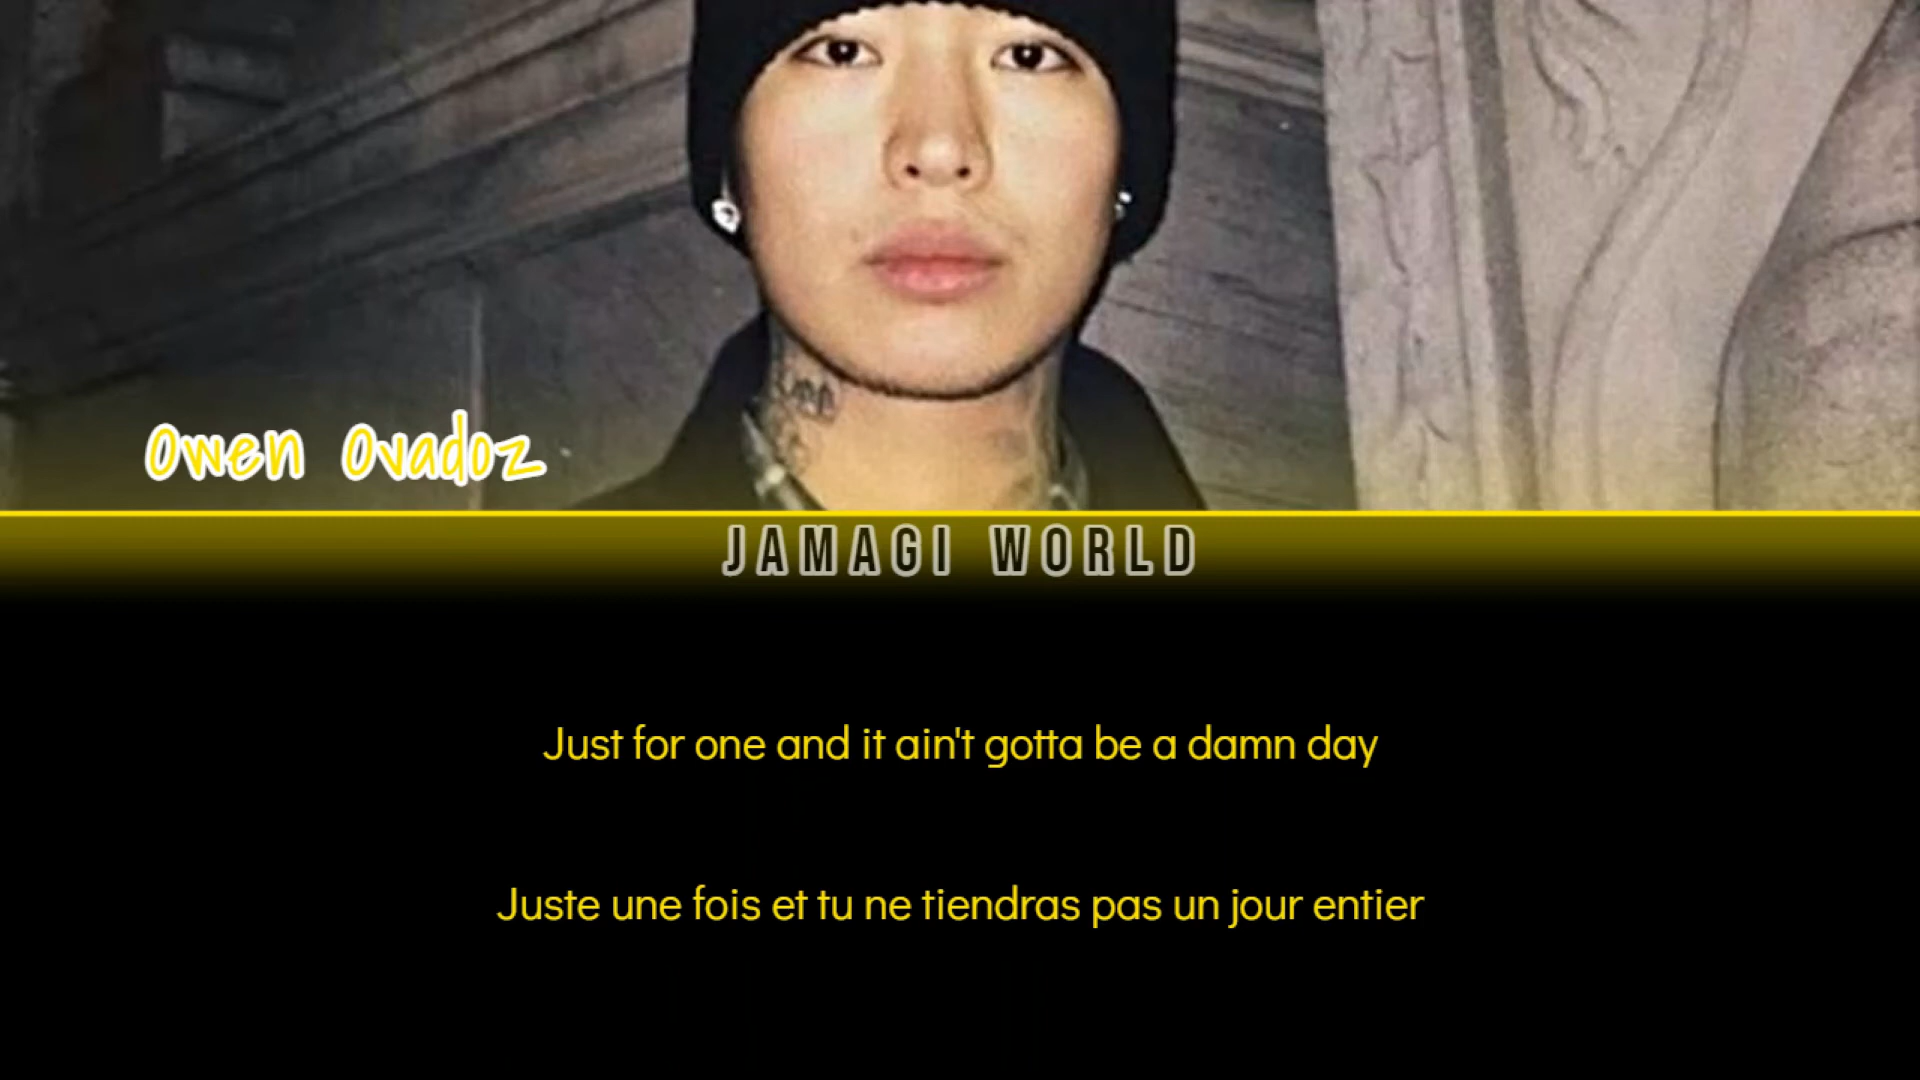 Owen Ovadoz
JAMAGI WORLD
Just for one and it ain't gotta be a damn day
Juste une fois et tu ne tiendras pas un jour entier